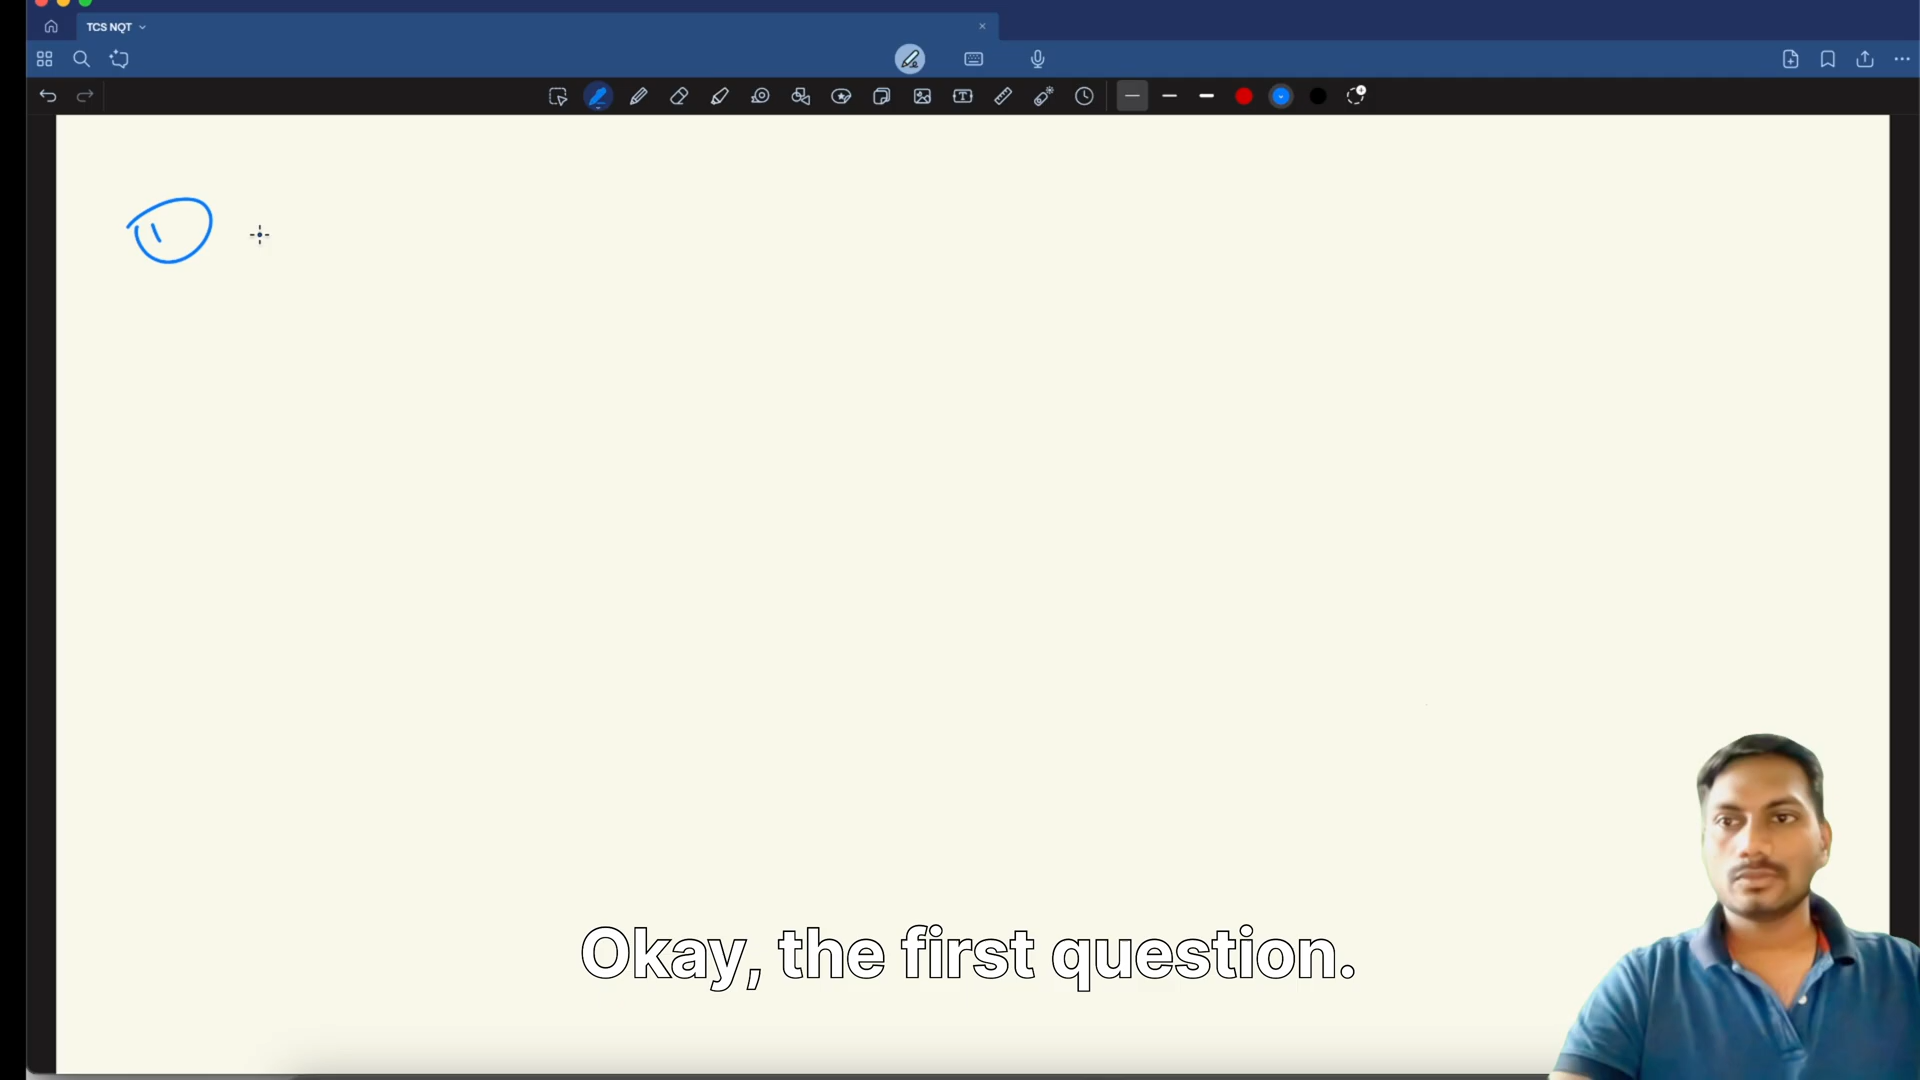 TCS NQT
1
Okay, the first question.